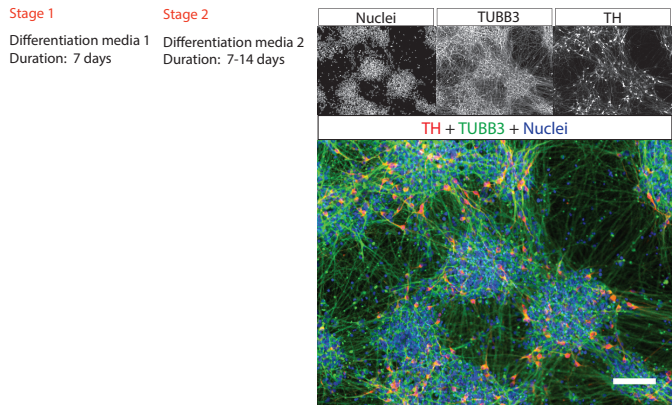 Stage 1
Differentiation media 1
Duration: 7 days
Stage 2
Differentiation media 2
Duration: 7-14 days
Nuclei
TUBB3
TH
TH + TUBB3 + Nuclei